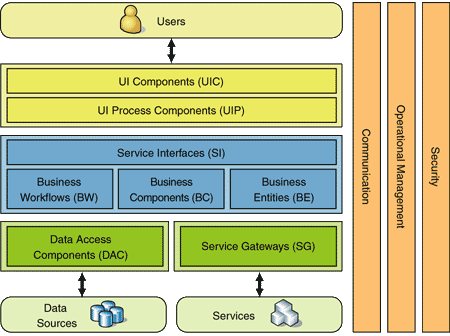 Users
UI Components (UIC)
UI Process Components (UIP)
Service Interfaces (SI)
Business
Workflows (BW)
Business
Components (BC)
Business
Entities (BE)
Data Access
Components (DAC)
Service Gateways (SG)
Data
Sources
Services
Communication
Operational Management
Security